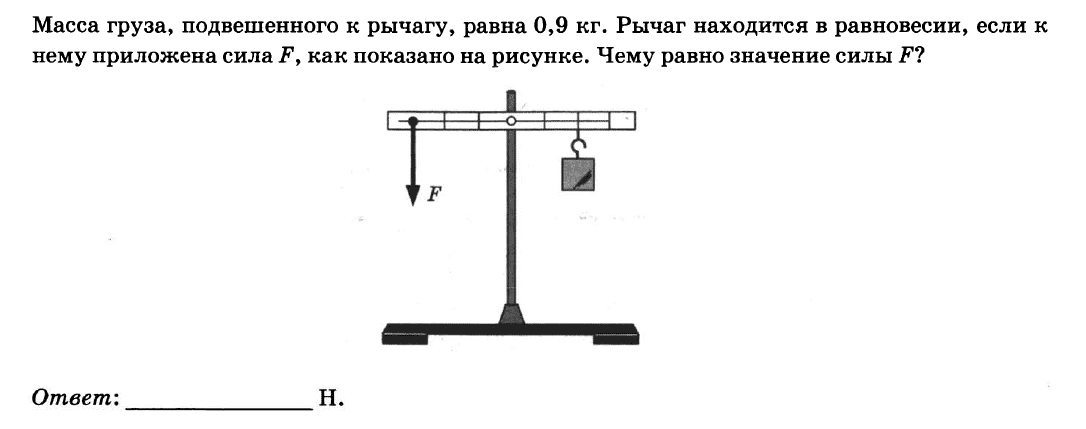 Масса груза, подвешенного к рычагу, равна 0,9 кг. Рычаг находится в равновесии, если к
нему приложена сила F, как показано на рисунке. Чему равно значение силы F?
F
Ответ: ______________ Н.